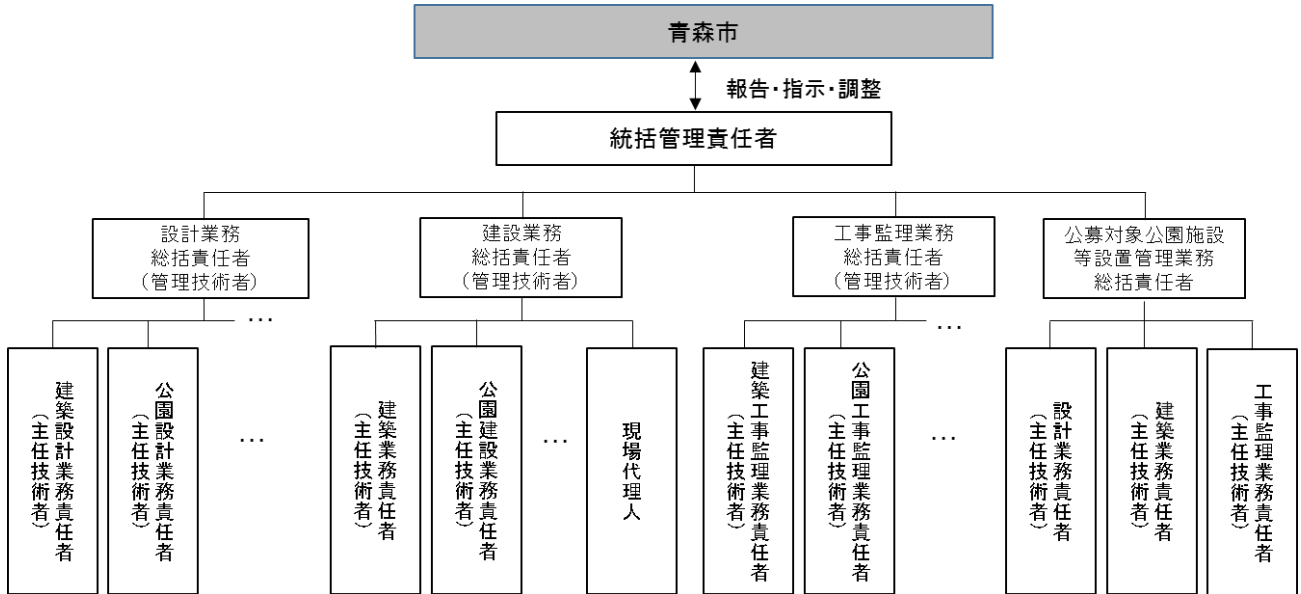 青森市
報告・指示・調整
統括管理責任者
設計業務
総括責任者
(管理技術者)
建設業務
総括責任者
(管理技術者)
工事監理業務
総括責任者
(管理技術者)
公募対象公園施設
等設置管理業務
総括責任者
…
…
建築設計業務責任者
(主任技術者)
公園設計業務責任者
(主任技術者)
…
建築業務責任者
(主任技術者)
公園建設業務責任者
(主任技術者)
…
現場代理人
建築工事監理業務責任者
(主任技術者)
公園工事監理業務責任者
(主任技術者)
…
設計業務責任者
(主任技術者)
建築業務責任者
(主任技術者)
工事監理業務責任者
(主任技術者)